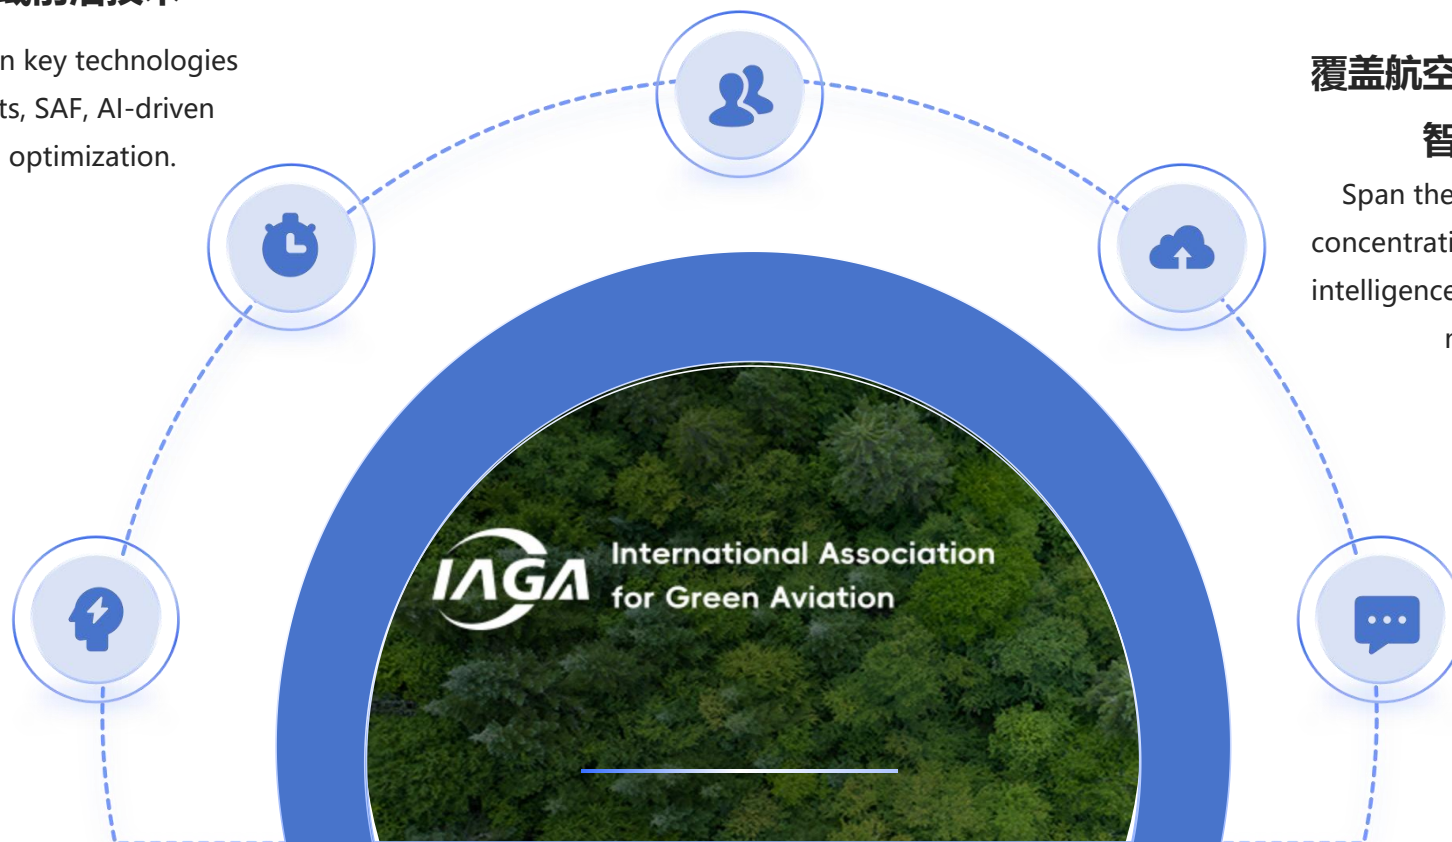 n key technologies
ts, SAF, AI-driven
optimization.
覆盖航空
智
Span the
concentrati
intelligence
IAGA
International Association
for Green Aviation